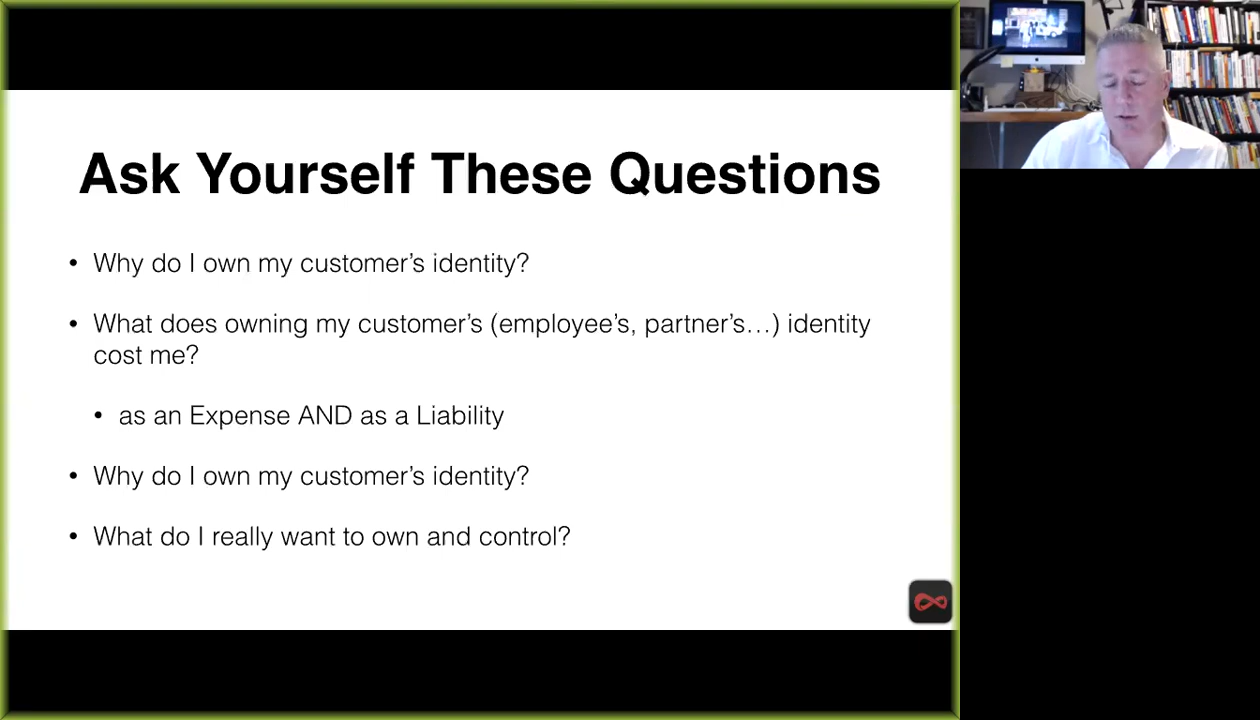 Ask Yourself These Questions
• Why do I own my customer’s identity?
• What does owning my customer’s (employee’s, partner’s…) identity
cost me?
• as an Expense AND as a Liability
• Why do I own my customer’s identity?
• What do I really want to own and control?